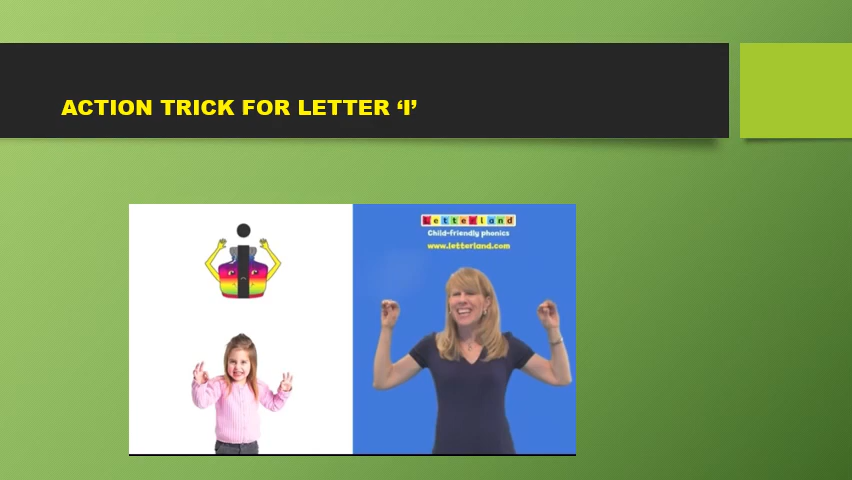 ACTION TRICK FOR LETTER ‘I’
Letterland
Child-friendly phonics
www.letterland.com